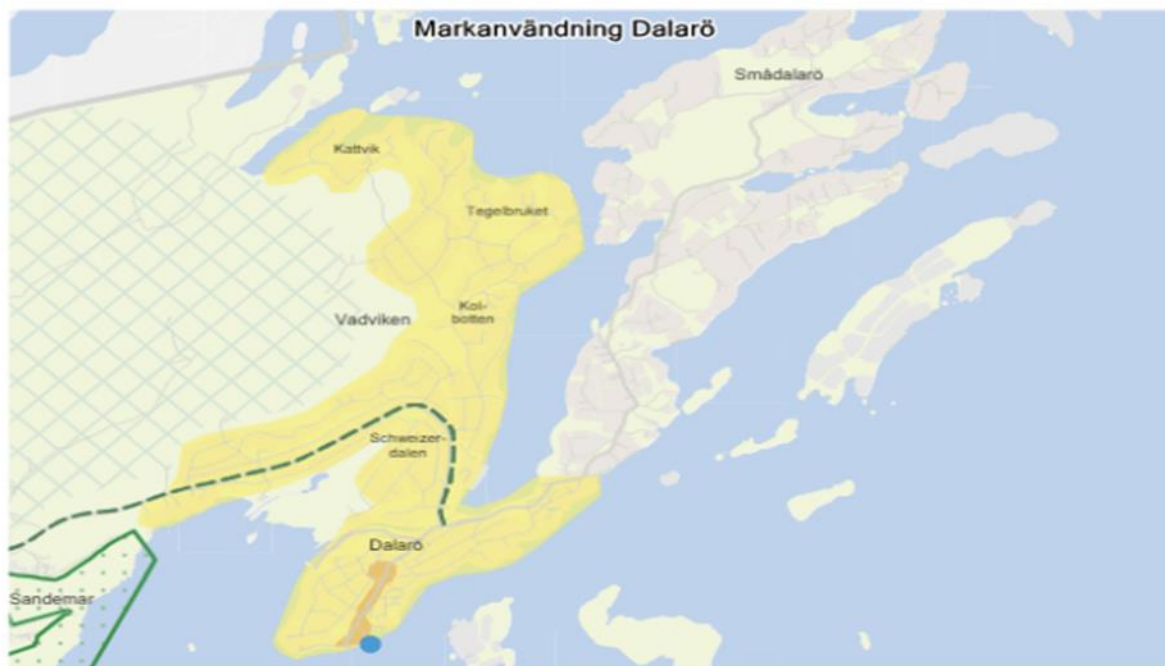 Markanvändning Dalarö
Smådalarö
Kattvik
Tegelbruket
Kol-
botten
Vadviken
Schweizer-
dalen
Dalarö
Sandemar